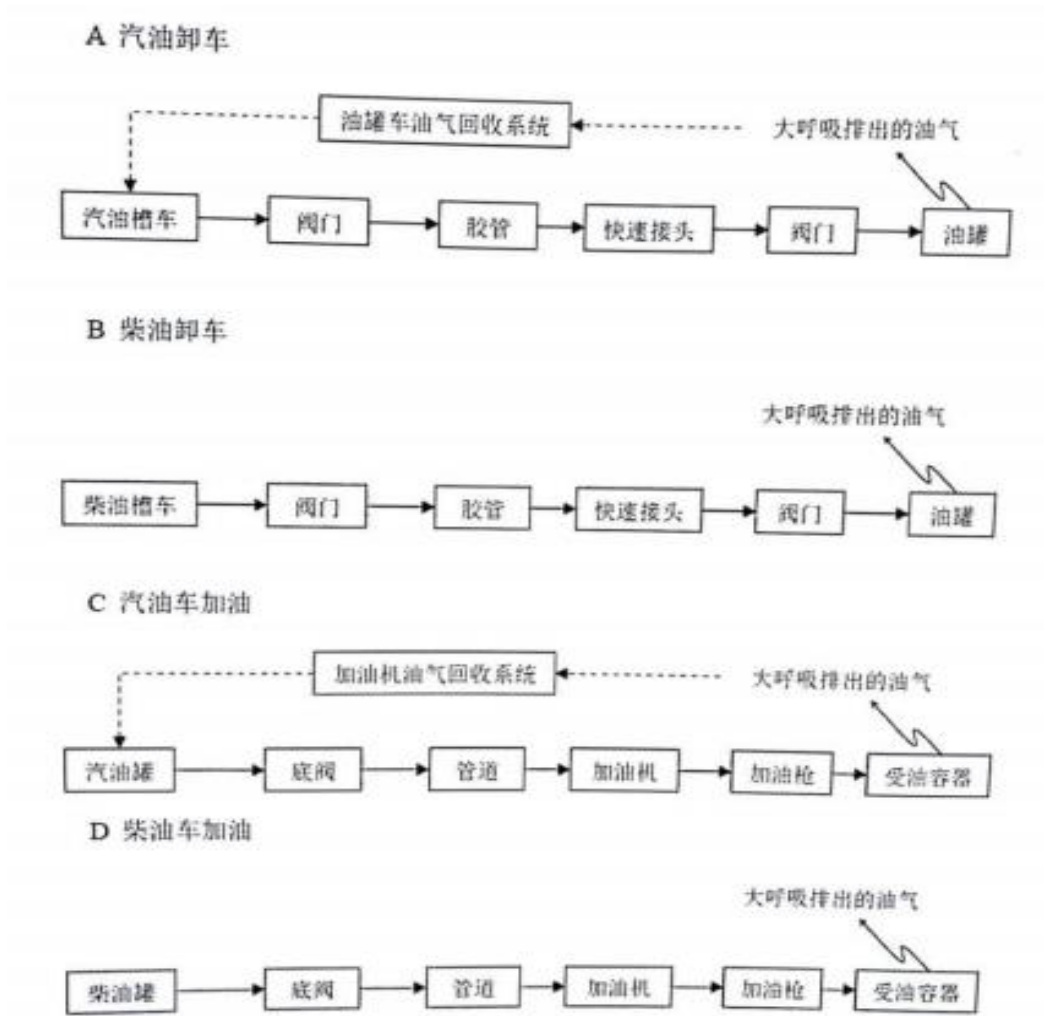 A 汽油卸车
油罐车油气回收系统 大呼吸排出的油气
汽油槽车 阀门 胶管 快速接头 阀门 油罐
B 柴油卸车
大呼吸排出的油气
柴油槽车 阀门 胶管 快速接头 阀门 油罐
C 汽油车加油
加油机油气回收系统 大呼吸排出的油气
汽油罐 底阀 管道 加油机 加油枪 受油容器
D 柴油车加油
大呼吸排出的油气
柴油罐 底阀 管道 加油机 加油枪 受油容器